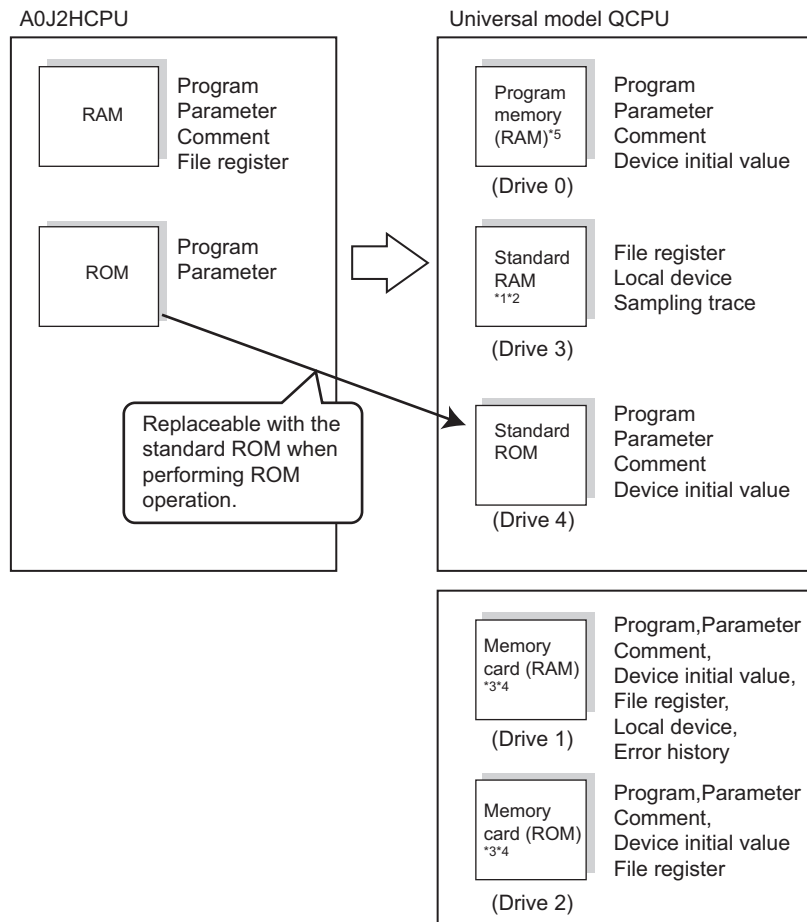 A0J2HCPU
RAM
Program
Parameter
Comment
File register
ROM
Program
Parameter
Replaceable with the
standard ROM when
performing ROM
operation.
Universal model QCPU
Program
memory
(RAM)*5
(Drive 0)
Program
Parameter
Comment
Device initial value
Standard
RAM
*1*2
(Drive 3)
File register
Local device
Sampling trace
Standard
ROM
(Drive 4)
Program
Parameter
Comment
Device initial value
Memory
card (RAM)
*3*4
(Drive 1)
Program,Parameter
Comment,
Device initial value,
File register,
Local device,
Error history
Memory
card (ROM)
*3*4
(Drive 2)
Program,Parameter
Comment,
Device initial value
File register